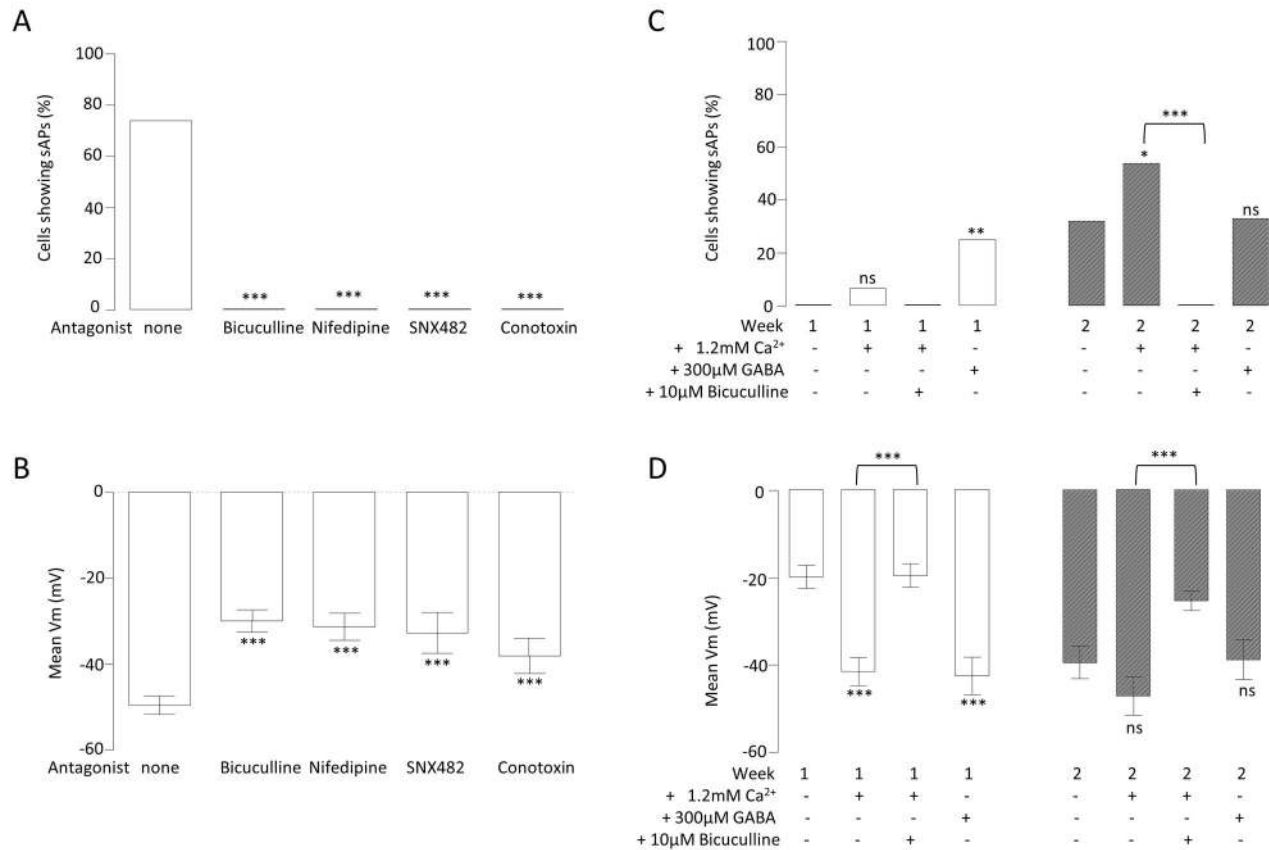 A
Cells showing sAPs (%)
100
80
60
40
20
0
*** *** *** ***
Antagonist none Bicuculline Nifedipine SNX482 Conotoxin
B
Mean Vm (mV)
0
-20
-40
-60
*** *** *** ***
Antagonist none Bicuculline Nifedipine SNX482 Conotoxin
C
Cells showing sAPs (%)
100
80
60
40
20
0
ns ** * *** ns
Week 1 1 1 1 2 2 2 2
+ 1.2mM Ca²⁺ - + + - - + + -
+ 300µM GABA - - - + - - - +
+ 10µM Bicuculline - - + - - - + -
D
Mean Vm (mV)
0
-20
-40
-60
*** ***
*** *** ns ns
Week 1 1 1 1 2 2 2 2
+ 1.2mM Ca²⁺ - + + - - + + -
+ 300µM GABA - - - + - - - +
+ 10µM Bicuculline - - + - - - + -